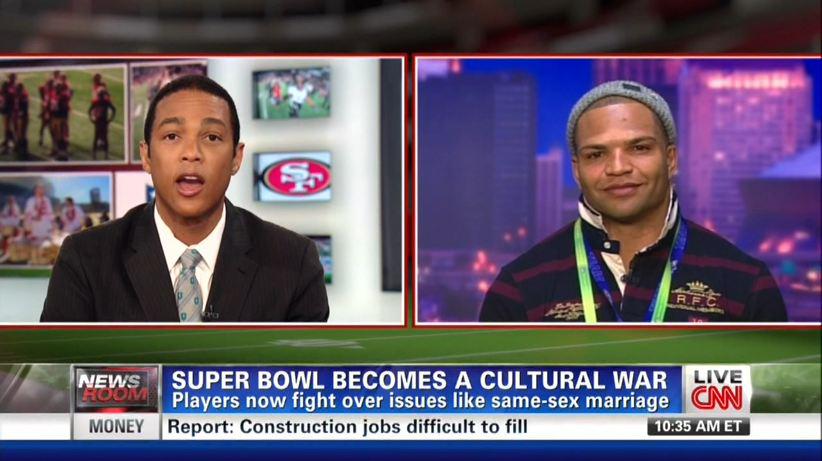 SF
R.F.C
SUPER BOWL BECOMES A CULTURAL WAR
Players now fight over issues like same-sex marriage
NEWS
ROOM
LIVE
CNN
MONEY
Report: Construction jobs difficult to fill
10:35 AM ET